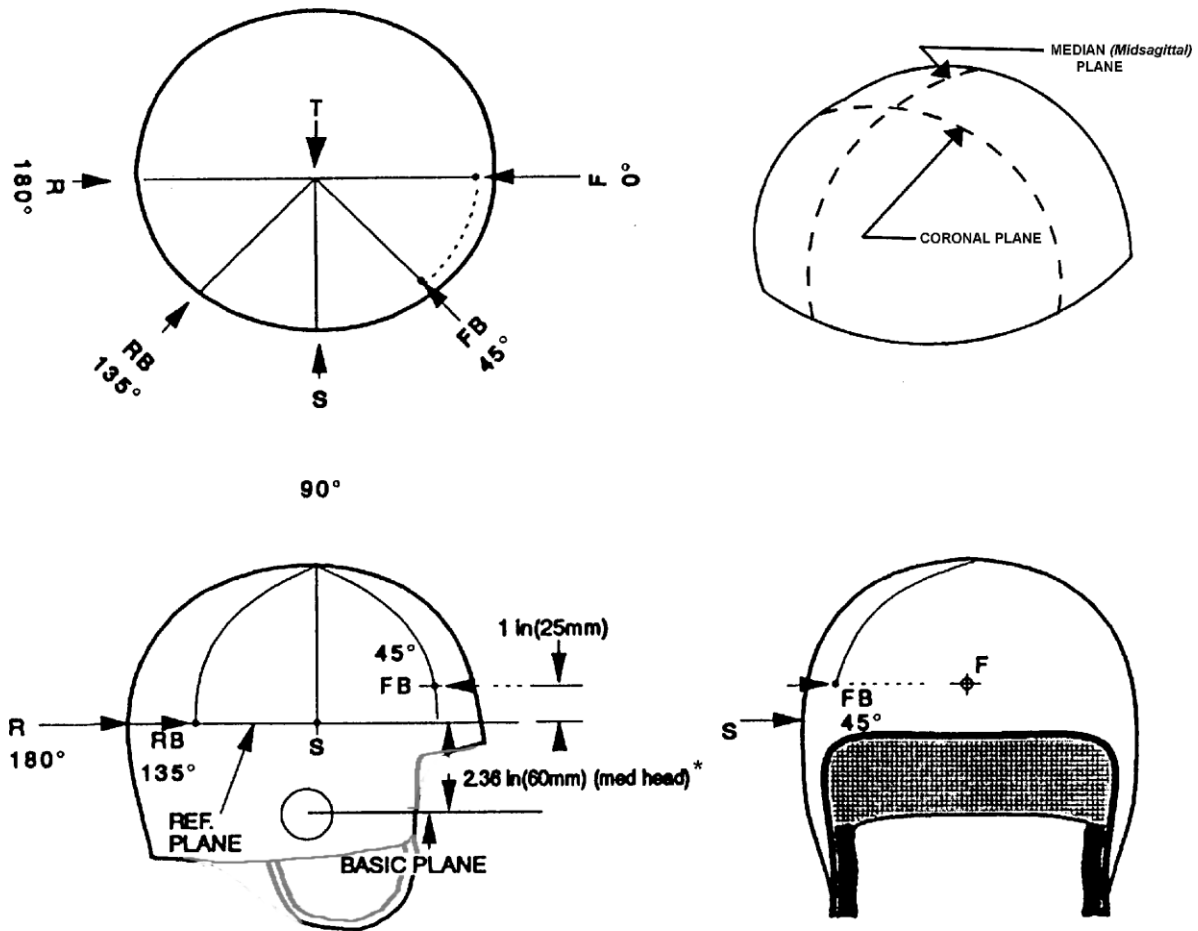 T
R
180°
F
0°
RB
135°
FB
45°
S
90°
MEDIAN (Midsagittal)
PLANE
CORONAL PLANE
1 in(25mm)
45°
FB
R
180°
RB
135°
S
2.36 in(60mm) (med head)*
REF.
PLANE
BASIC PLANE
F
FB
45°
S